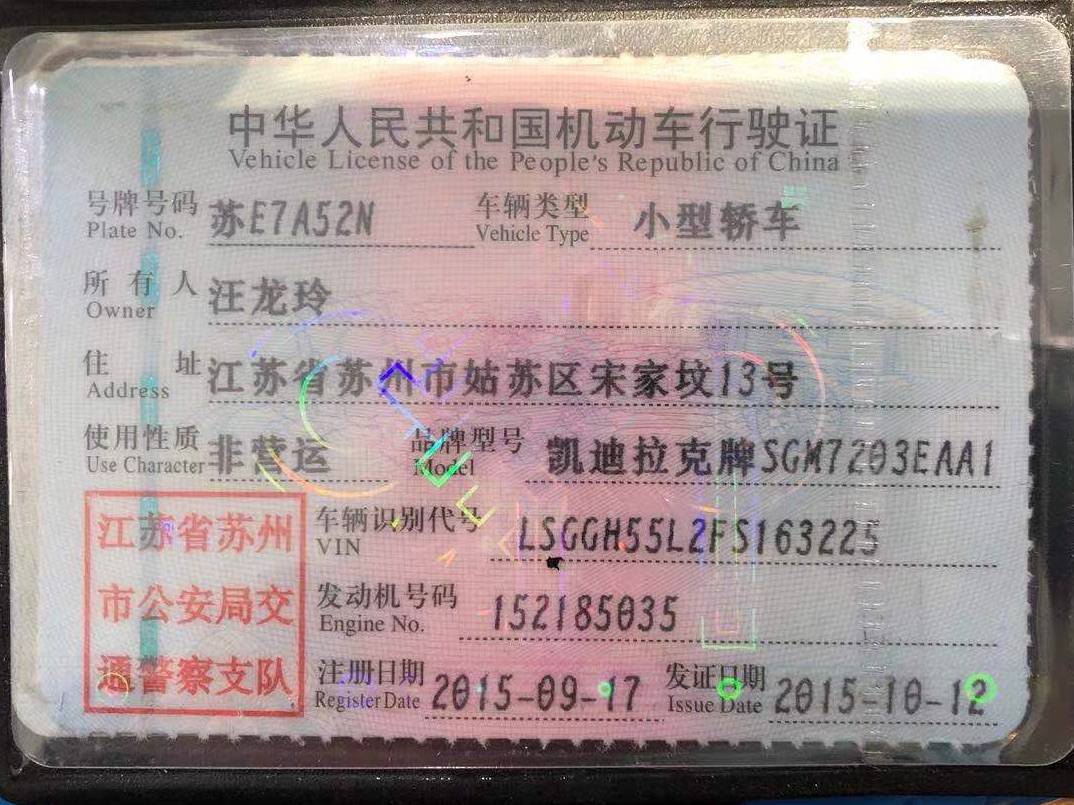 中华人民共和国机动车行驶证
Vehicle License of the People's Republic of China
号牌号码 苏E7A52N 车辆类型 小型轿车
Plate No. Vehicle Type
所有人 汪龙玲
Owner
住址 江苏省苏州市姑苏区宋家坟13号
Address
使用性质 非营运 品牌型号 凯迪拉克牌SGM7203EAA1
Use Character Model
江苏省苏州 车辆识别代号 LSGGH55L2FS163225
VIN
市公安局交 发动机号码 152185035
Engine No.
通警察支队 注册日期 2015-09-17 发证日期 2015-10-12
Register Date Issue Date